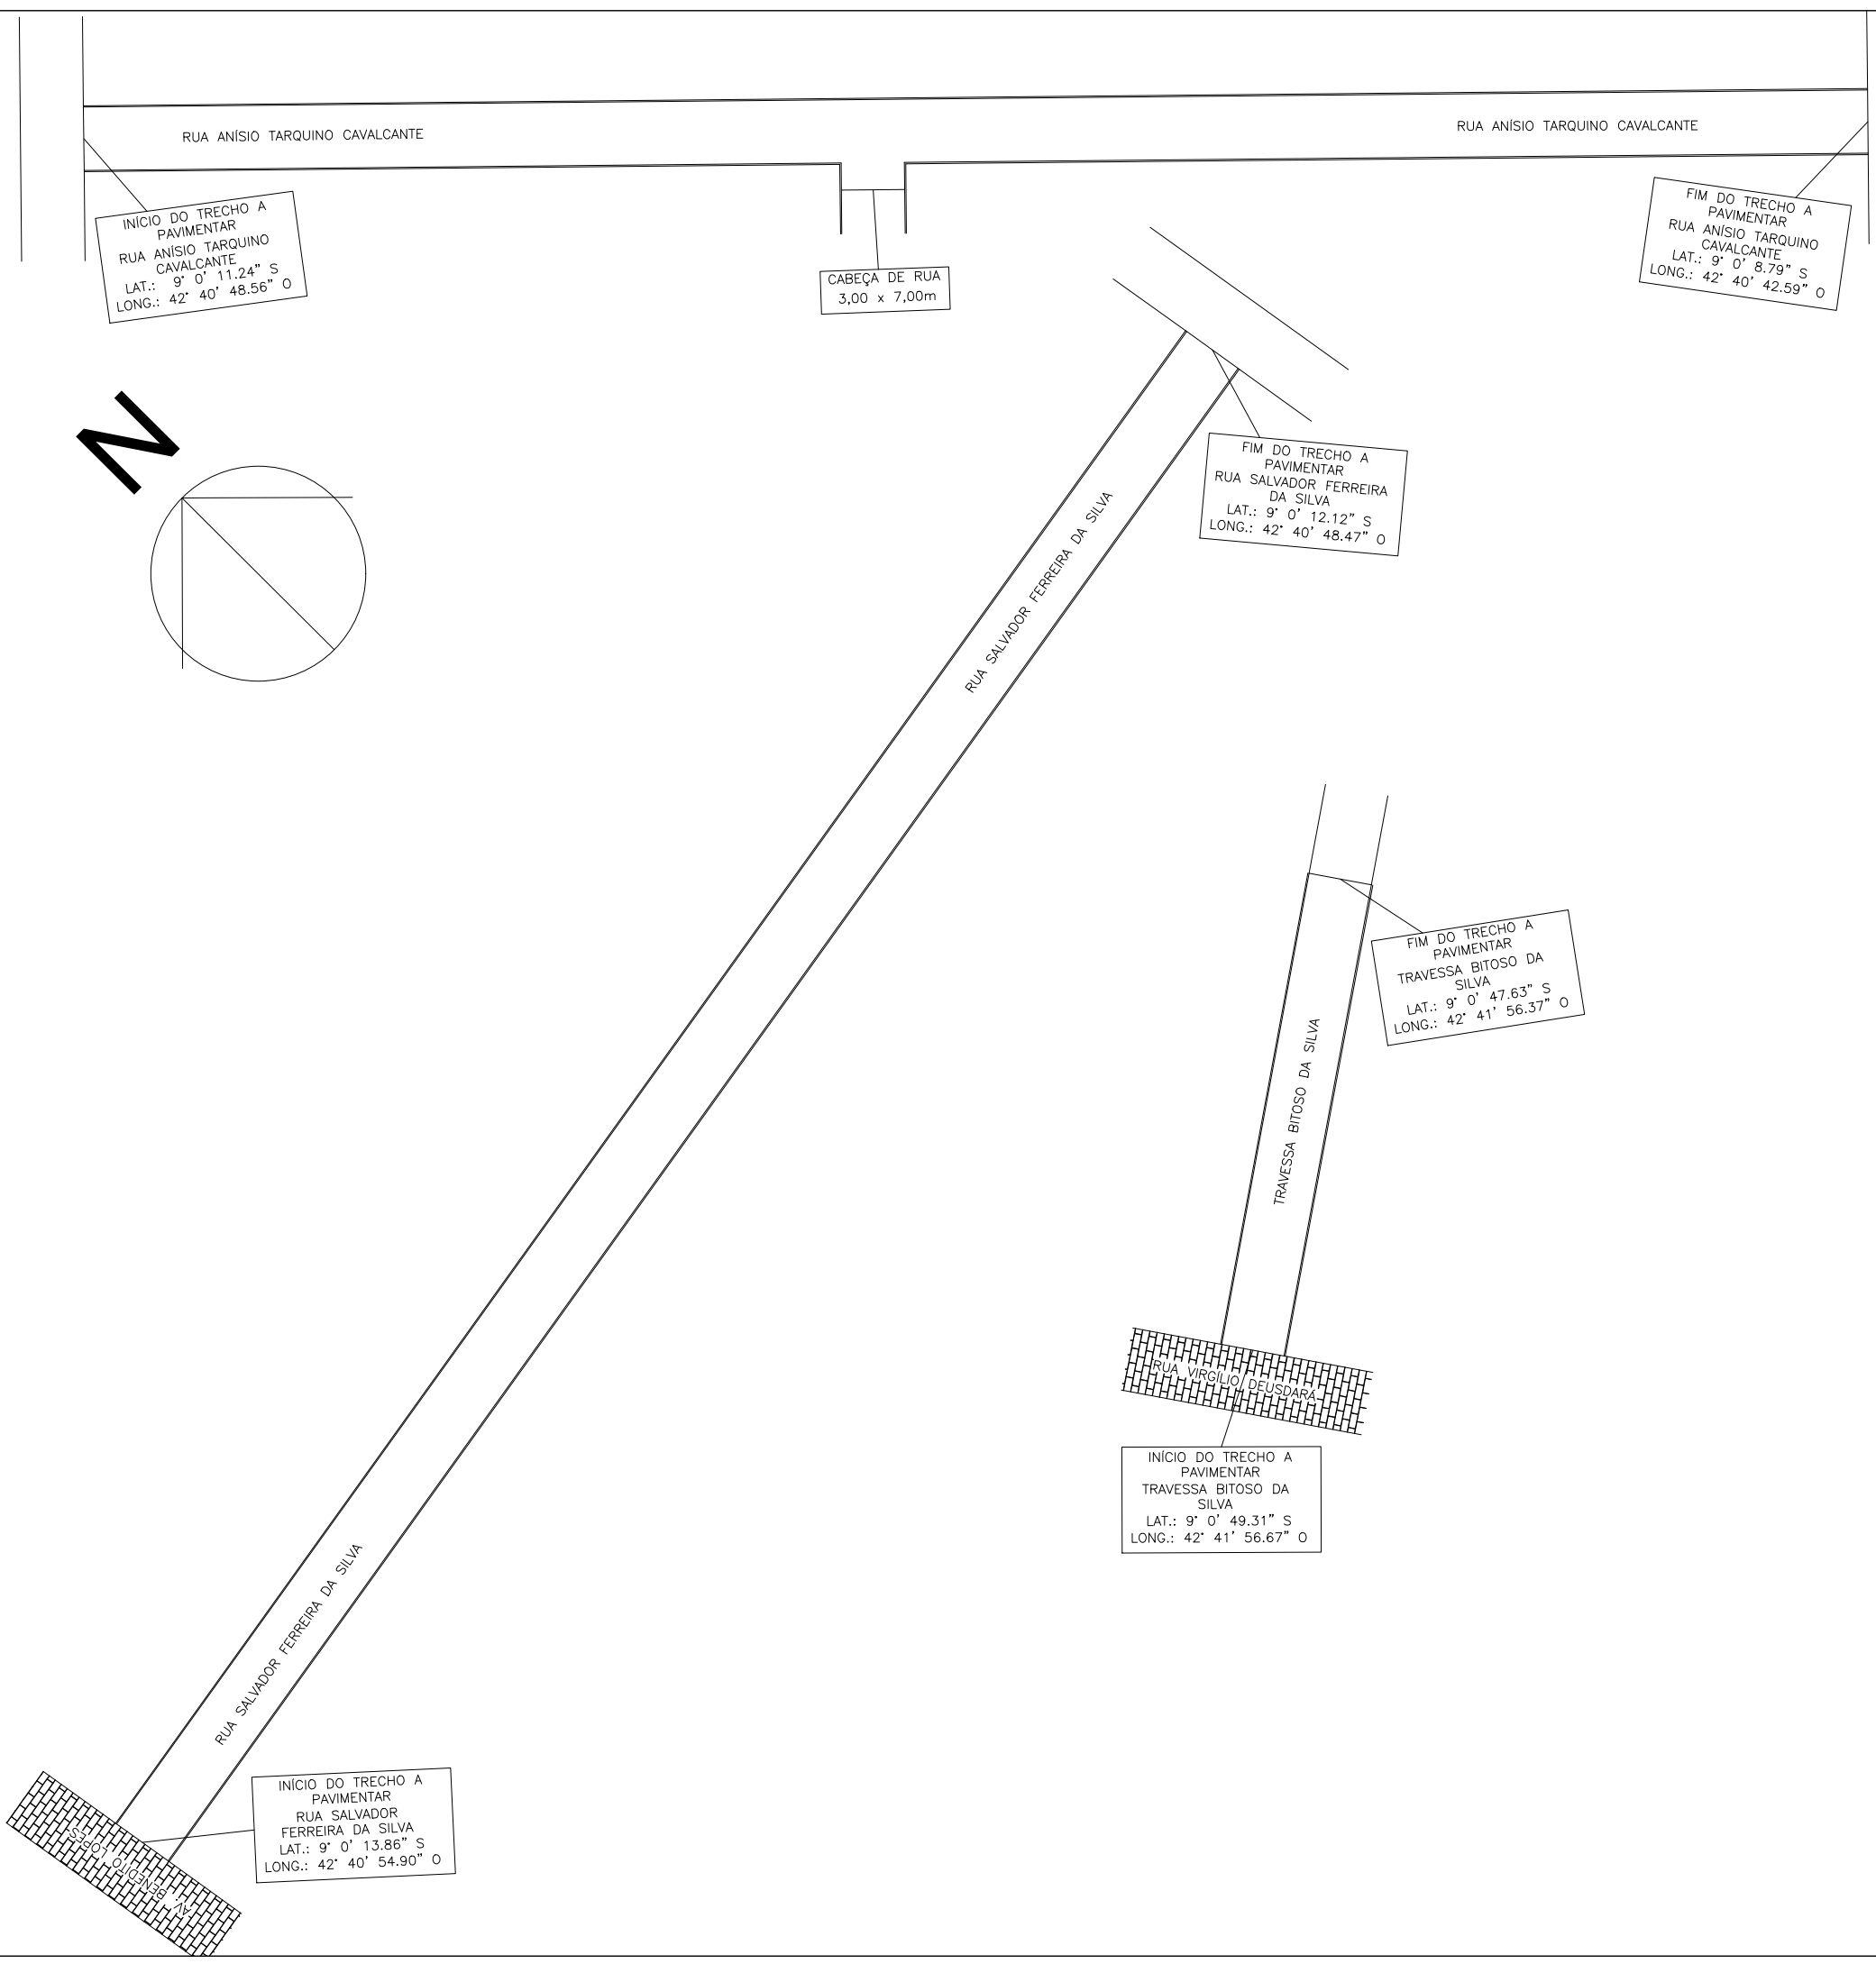 RUA ANÍSIO TARQUINO CAVALCANTE
RUA ANÍSIO TARQUINO CAVALCANTE
INÍCIO DO TRECHO A
PAVIMENTAR
RUA ANÍSIO TARQUINO
CAVALCANTE
LAT.: 9° 0' 11.24" S
LONG.: 42° 40' 48.56" O
CABEÇA DE RUA
3,00 x 7,00m
FIM DO TRECHO A
PAVIMENTAR
RUA ANÍSIO TARQUINO
CAVALCANTE
LAT.: 9° 0' 8.79" S
LONG.: 42° 40' 42.59" O
N
FIM DO TRECHO A
PAVIMENTAR
RUA SALVADOR FERREIRA
DA SILVA
LAT.: 9° 0' 12.12" S
LONG.: 42° 40' 48.47" O
RUA SALVADOR FERREIRA DA SILVA
FIM DO TRECHO A
PAVIMENTAR
TRAVESSA BITOSO DA
SILVA
LAT.: 9° 0' 47.63" S
LONG.: 42° 41' 56.37" O
TRAVESSA BITOSO DA SILVA
RUA VIRGÍLIO DEUSDARÁ
INÍCIO DO TRECHO A
PAVIMENTAR
TRAVESSA BITOSO DA
SILVA
LAT.: 9° 0' 49.31" S
LONG.: 42° 41' 56.67" O
RUA SALVADOR FERREIRA DA SILVA
INÍCIO DO TRECHO A
PAVIMENTAR
RUA SALVADOR
FERREIRA DA SILVA
LAT.: 9° 0' 13.86" S
LONG.: 42° 40' 54.90" O
AV. BENEDITO LOPES